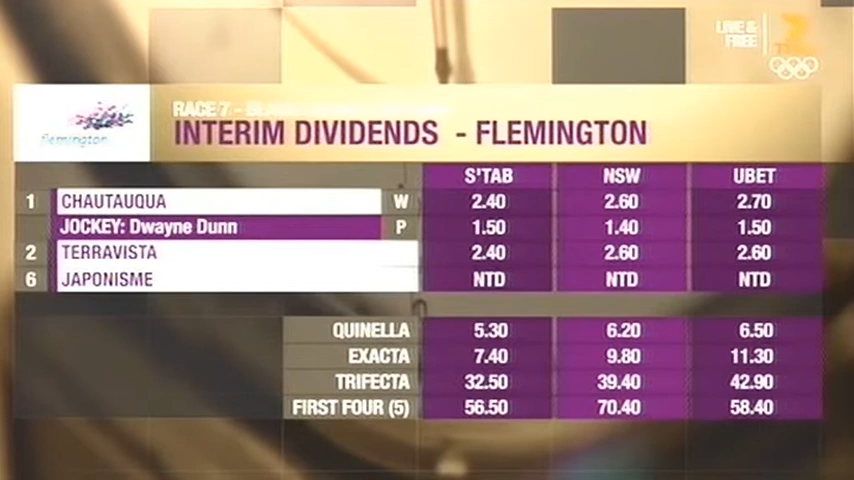 LIVE &
FREE
7
flemington
RACE 7 -
INTERIM DIVIDENDS - FLEMINGTON
S'TAB NSW UBET
1 CHAUTAUQUA W 2.40 2.60 2.70
JOCKEY: Dwayne Dunn P 1.50 1.40 1.50
2 TERRAVISTA 2.40 2.60 2.60
6 JAPONISME NTD NTD NTD
QUINELLA 5.30 6.20 6.50
EXACTA 7.40 9.80 11.30
TRIFECTA 32.50 39.40 42.90
FIRST FOUR (5) 56.50 70.40 58.40